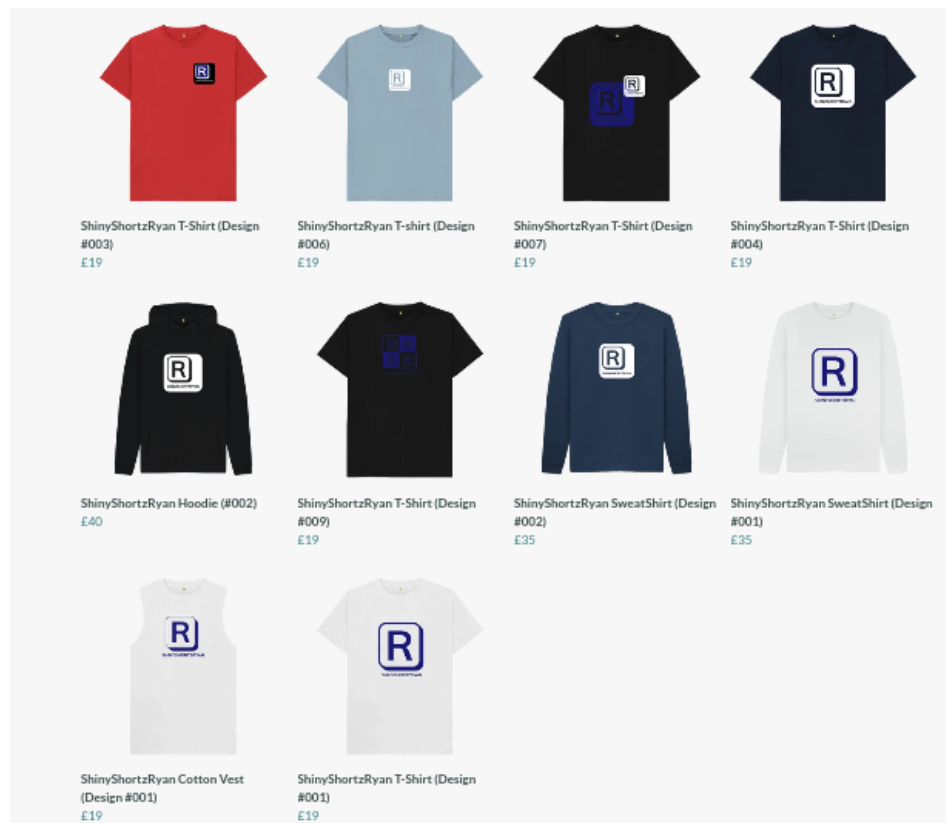 R
R
R
R
R
ShinyShortzRyan T-Shirt (Design
#003)
£19
ShinyShortzRyan T-shirt (Design
#006)
£19
ShinyShortzRyan T-Shirt (Design
#007)
£19
ShinyShortzRyan T-Shirt (Design
#004)
£19
R
R
R
R
R
R
R
ShinyShortzRyan Hoodie (#002)
£40
ShinyShortzRyan T-Shirt (Design
#009)
£19
ShinyShortzRyan SweatShirt (Design
#002)
£35
ShinyShortzRyan SweatShirt (Design
#001)
£35
R
SHINYSHORTZRYAN
R
SHINYSHORTZRYAN
ShinyShortzRyan Cotton Vest
(Design #001)
£19
ShinyShortzRyan T-Shirt (Design
#001)
£19